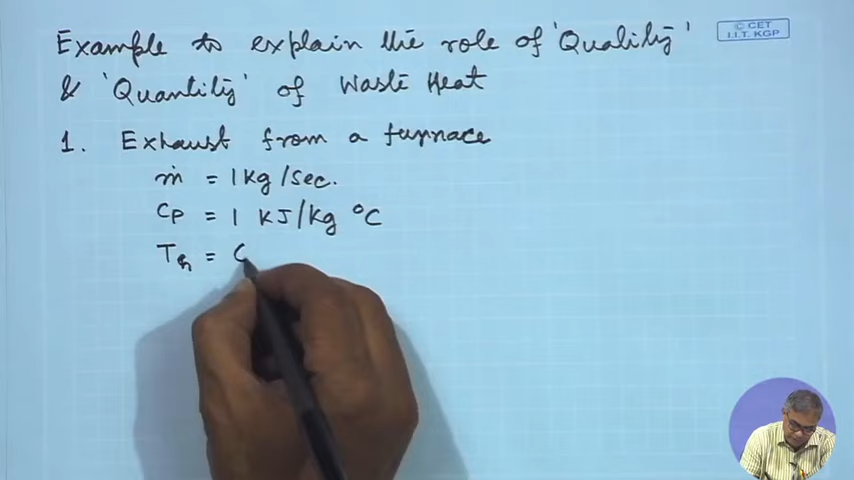 Example to explain the role of 'Quality'
& 'Quantity' of Waste Heat
© CET
I.I.T. KGP
1. Exhaust from a furnace
ṁ = 1 kg/sec.
Cp = 1 KJ/kg °C
Th =